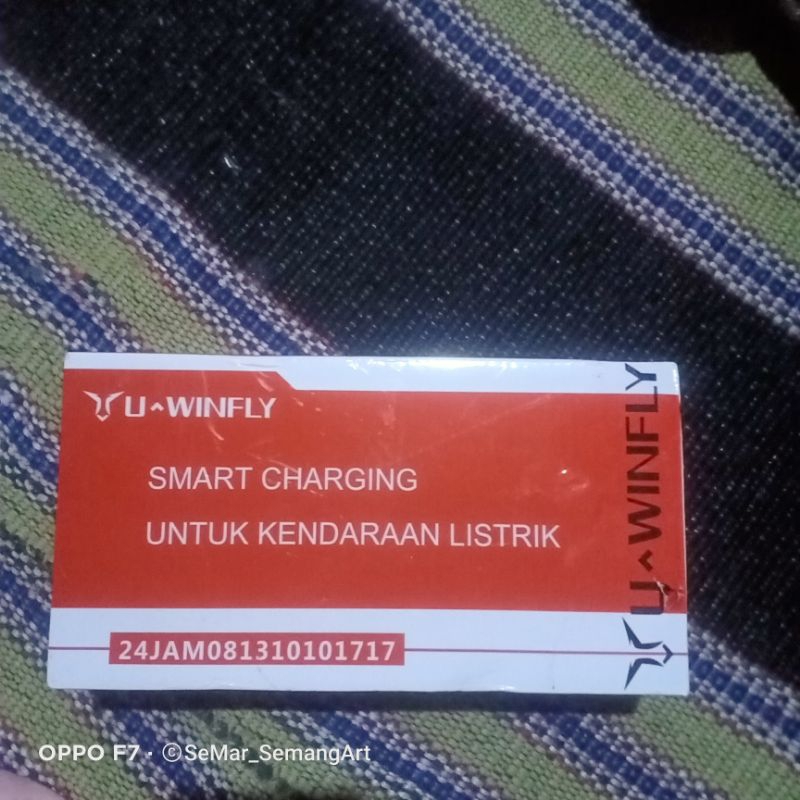 U^WINFLY
SMART CHARGING
UNTUK KENDARAAN LISTRIK
24JAM081310101717
U^WINFLY
OPPO F7 · ©SeMar_SemangArt